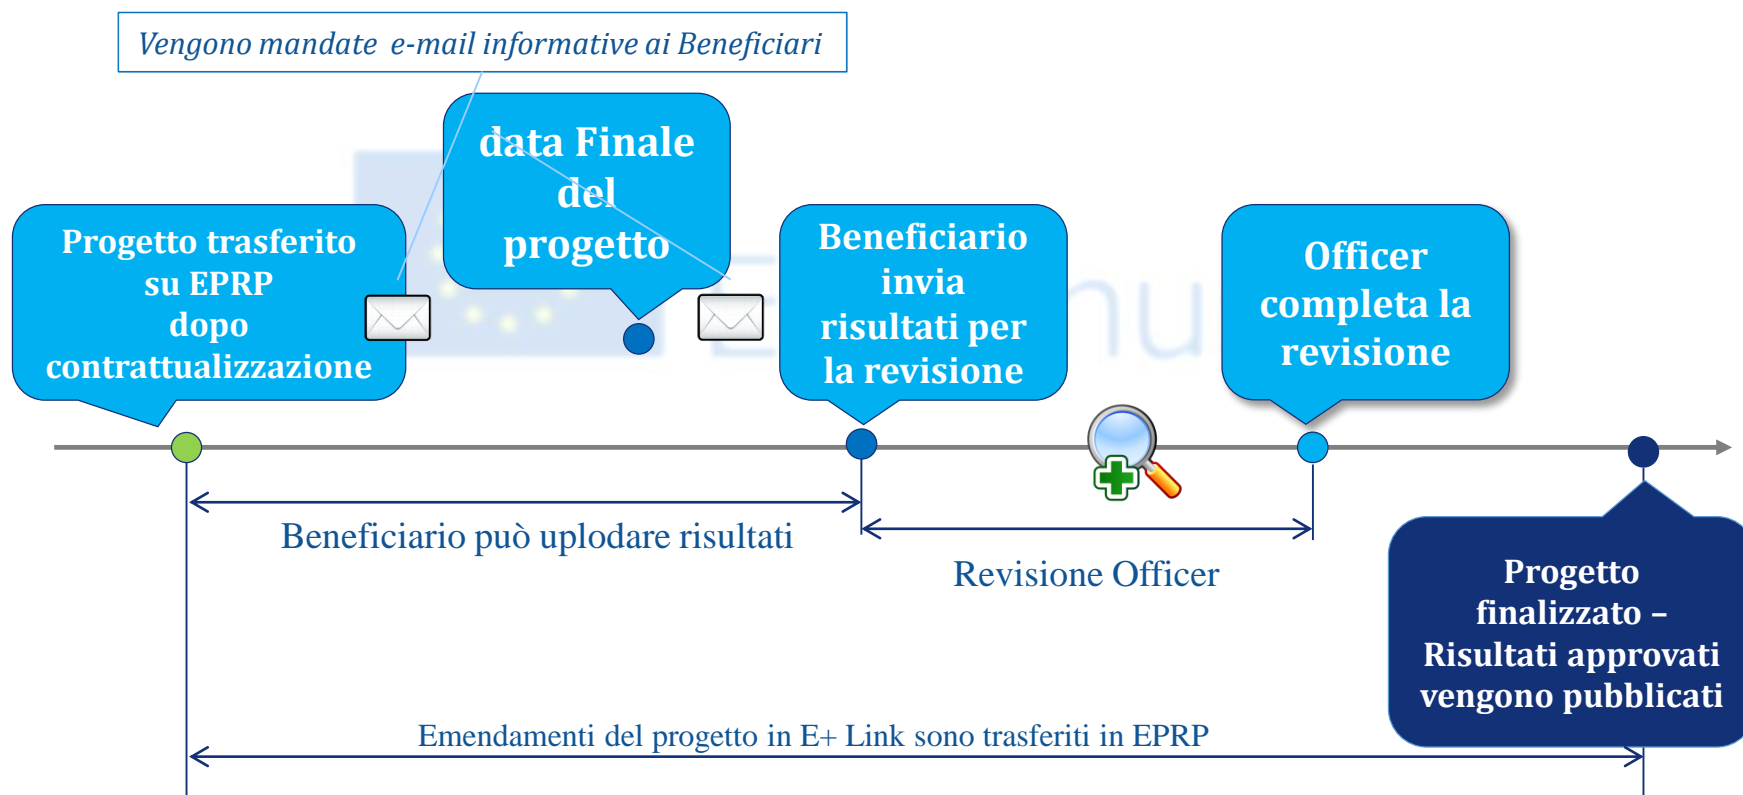 Vengono mandate  e-mail informative ai Beneficiari
data Finale
del
progetto
Progetto trasferito
su EPRP
dopo
contrattualizzazione
Beneficiario
invia
risultati per
la revisione
Officer
completa la
revisione
Beneficiario può uplodare risultati
Revisione Officer
Progetto
finalizzato –
Risultati approvati
vengono pubblicati
Emendamenti del progetto in E+ Link sono trasferiti in EPRP